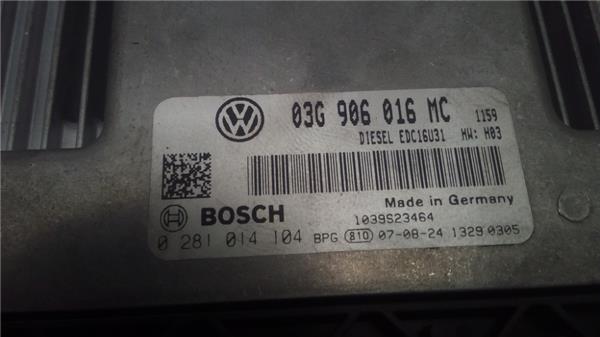 03G 906 016 MC 1159
DIESEL EDC16U31 HW: H03
Made in Germany
BOSCH 1039S23464
0 281 014 104 BPG 810 07-08-24 1329 0305